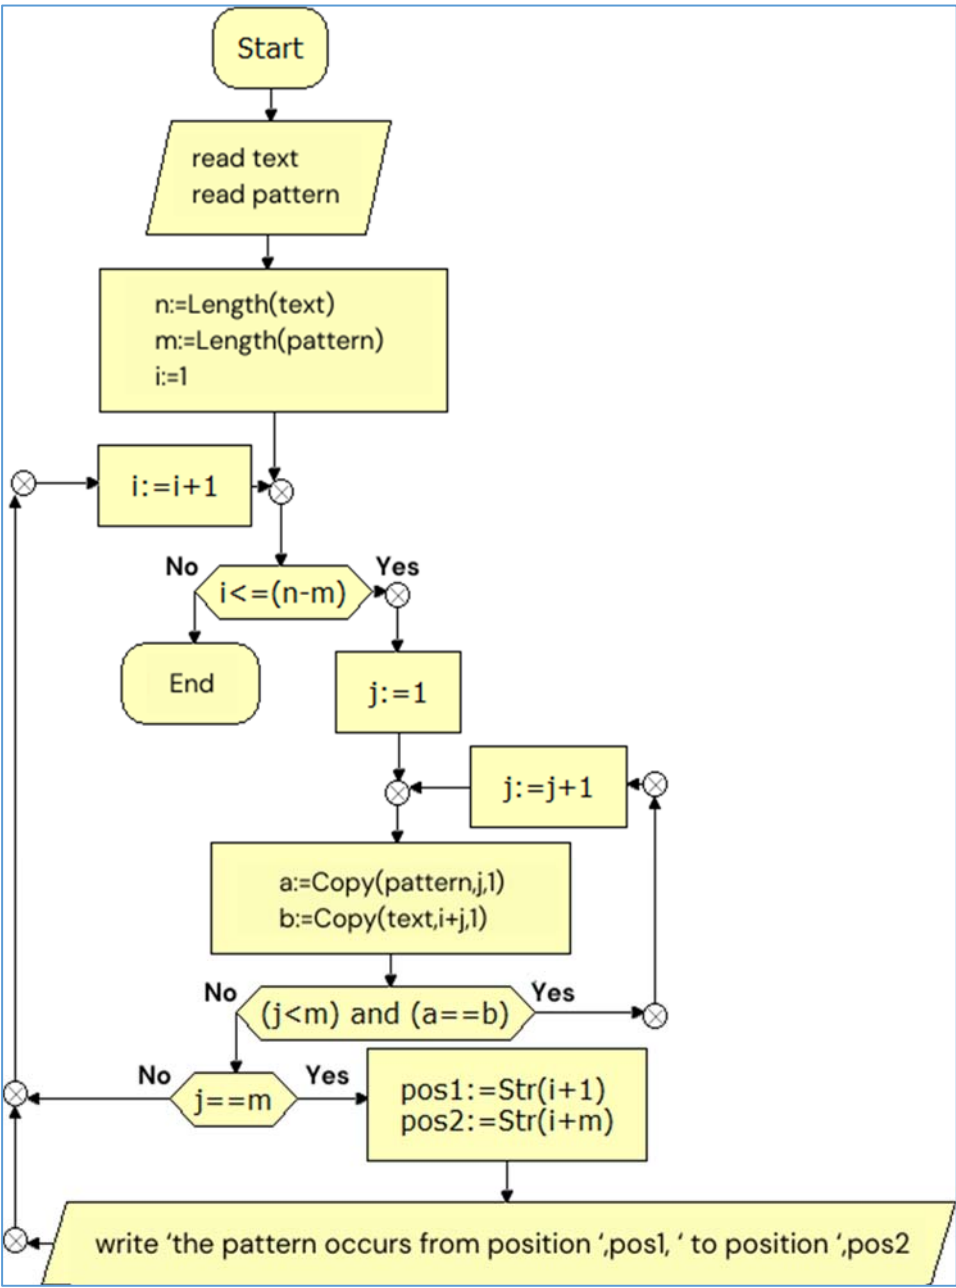 Start
read text
read pattern
n:=Length(text)
m:=Length(pattern)
i:=1
i:=i+1
No
i<=(n-m)
Yes
End
j:=1
j:=j+1
a:=Copy(pattern,j,1)
b:=Copy(text,i+j,1)
No
(j<m) and (a==b)
Yes
No
j==m
Yes
pos1:=Str(i+1)
pos2:=Str(i+m)
write ‘the pattern occurs from position ‘,pos1, ‘ to position ‘,pos2